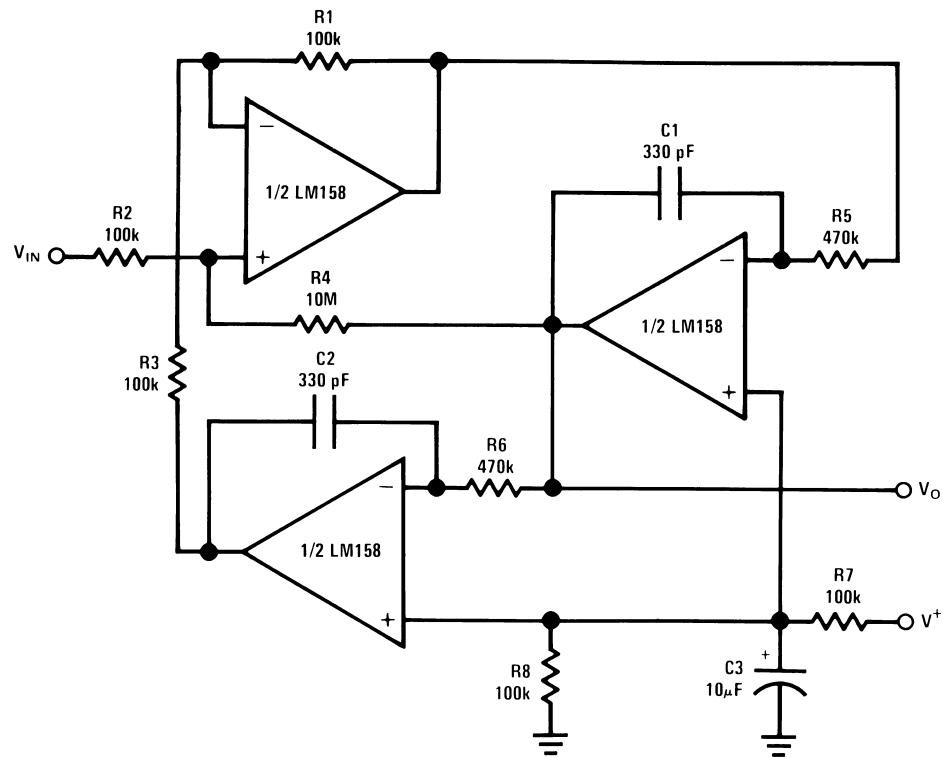 R1
100k
−
1/2 LM158
+
C1
330 pF
R2
100k
VIN
R5
470k
−
1/2 LM158
+
R4
10M
R3
100k
C2
330 pF
R6
470k
−
1/2 LM158
+
VO
R7
100k
V+
R8
100k
+
C3
10μF